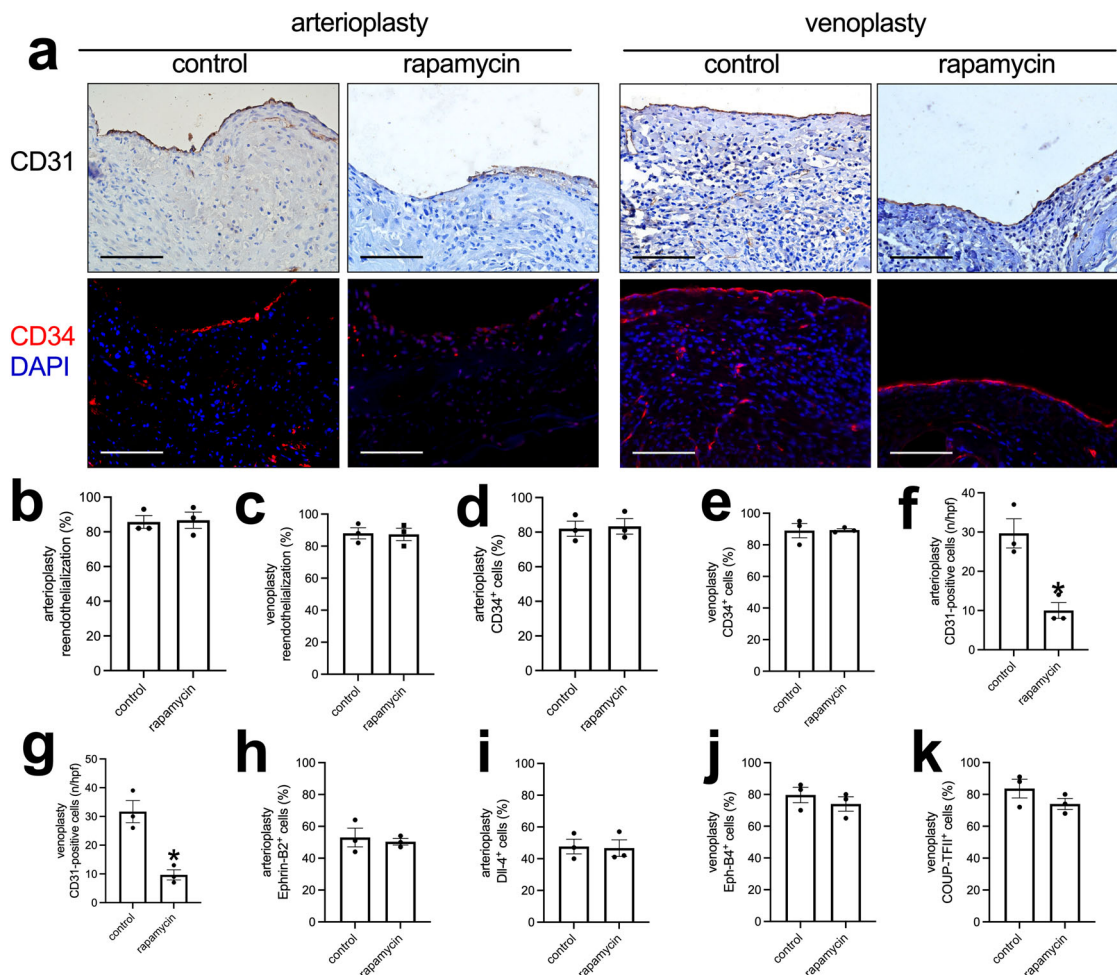 arterioplasty venoplasty
a
control rapamycin control rapamycin
CD31
CD34
DAPI
b
arterioplasty
reendothelialization (%)
100
80
60
40
20
0
control
rapamycin
c
venoplasty
reendothelialization (%)
100
80
60
40
20
0
control
rapamycin
d
arterioplasty
CD34⁺ cells (%)
100
80
60
40
20
0
control
rapamycin
e
venoplasty
CD34⁺ cells (%)
100
80
60
40
20
0
control
rapamycin
f
arterioplasty
CD31-positive cells (n/hpf)
40
30
20
10
0
*
control
rapamycin
g
venoplasty
CD31-positive cells (n/hpf)
50
40
30
20
10
0
*
control
rapamycin
h
arterioplasty
Ephrin-B2⁺ cells (%)
100
80
60
40
20
0
control
rapamycin
i
arterioplasty
Dll-4⁺ cells (%)
100
80
60
40
20
0
control
rapamycin
j
venoplasty
Eph-B4⁺ cells (%)
100
80
60
40
20
0
control
rapamycin
k
venoplasty
COUP-TFII⁺ cells (%)
100
80
60
40
20
0
control
rapamycin